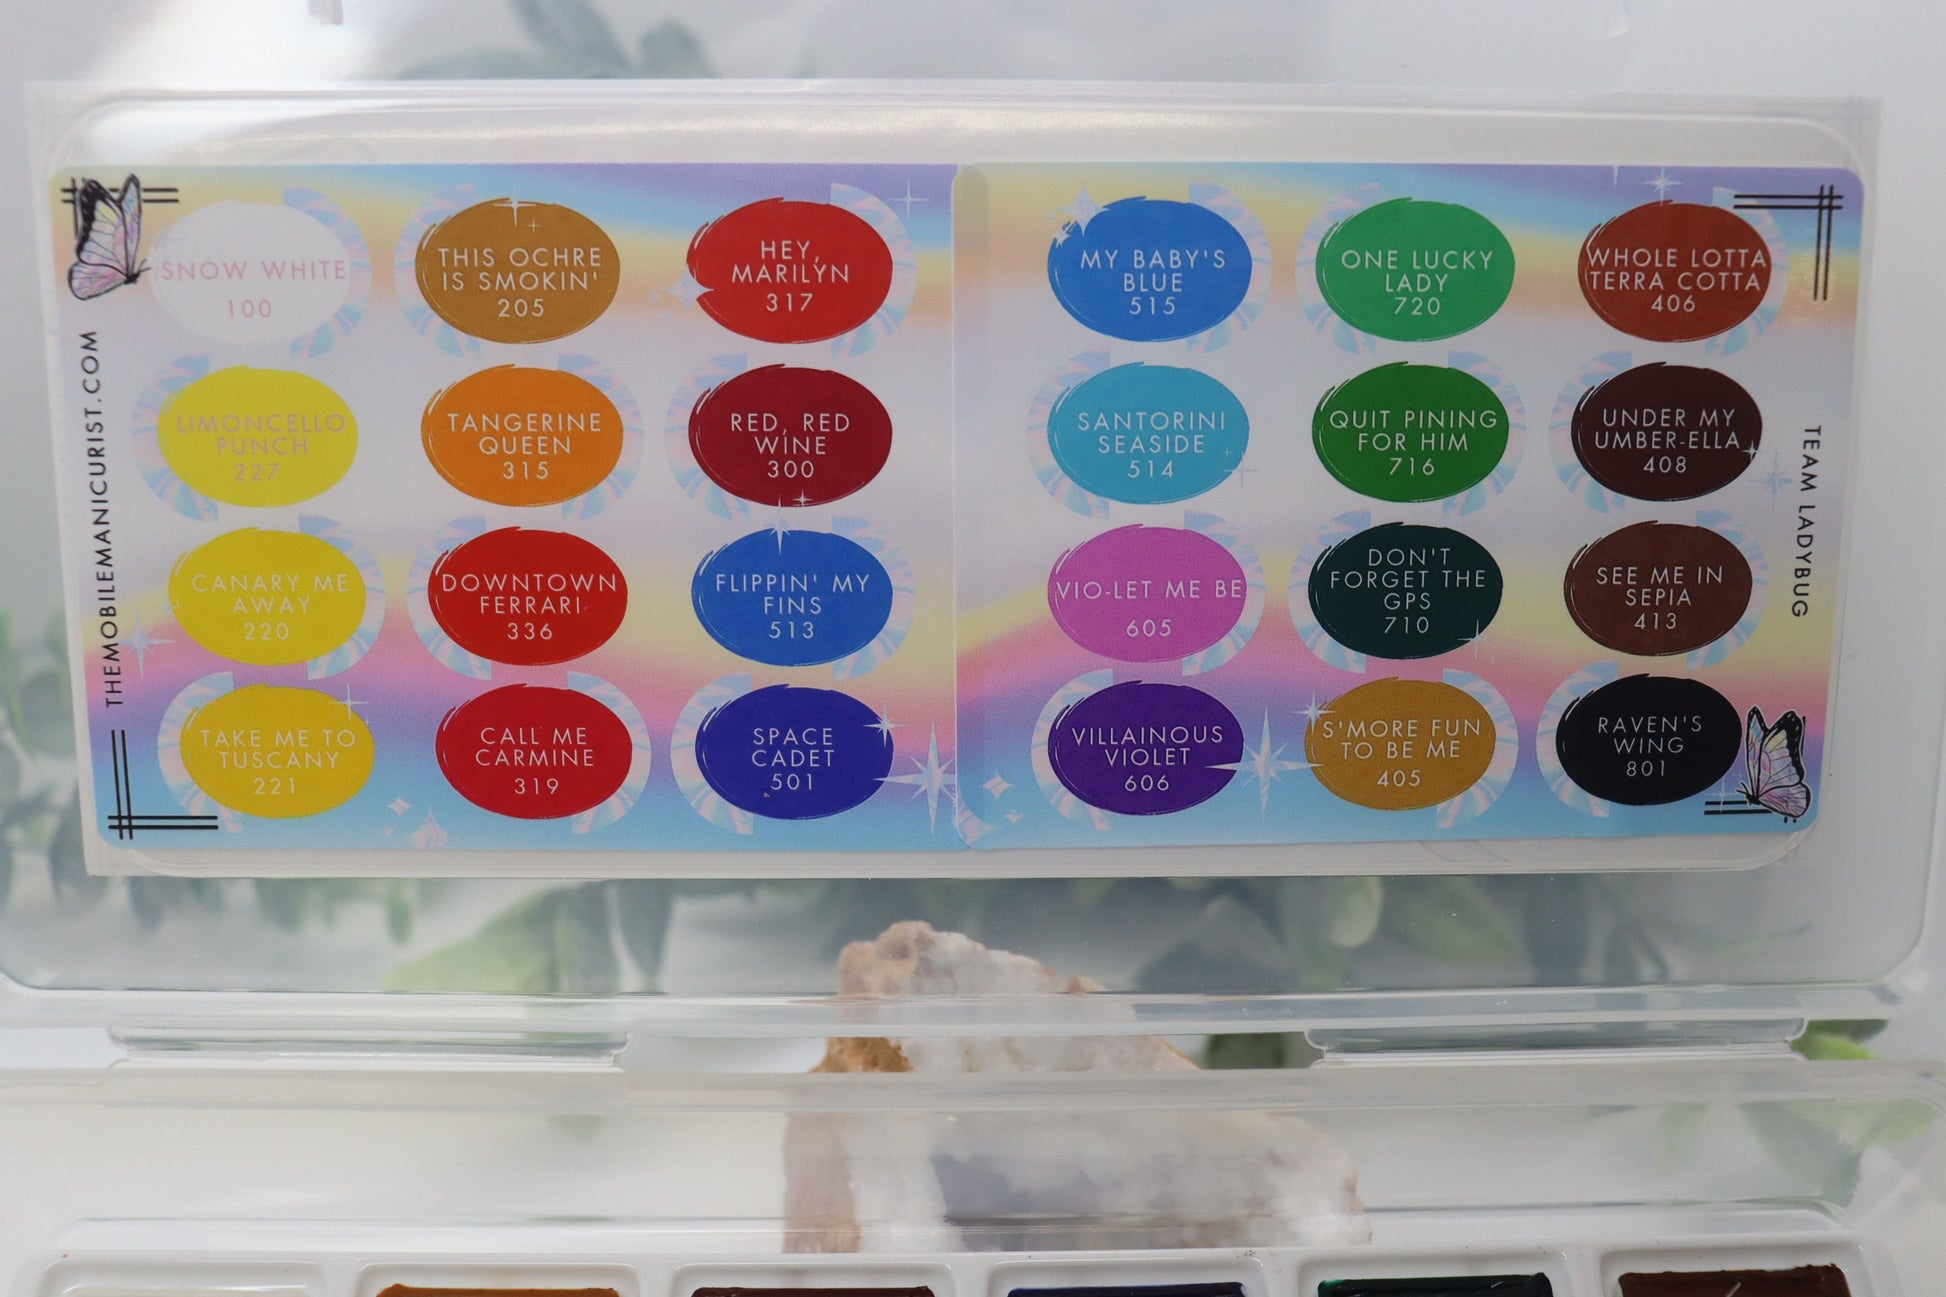 THEMOBILEMANICURIST.COM
SNOW WHITE
100
THIS OCHRE
IS SMOKIN'
205
HEY,
MARILYN
317
MY BABY'S
BLUE
515
ONE LUCKY
LADY
720
WHOLE LOTTA
TERRA COTTA
406
LIMONCELLO
PUNCH
227
TANGERINE
QUEEN
315
RED, RED
WINE
300
SANTORINI
SEASIDE
514
QUIT PINING
FOR HIM
716
UNDER MY
UMBER-ELLA
408
CANARY ME
AWAY
220
DOWNTOWN
FERRARI
336
FLIPPIN' MY
FINS
513
VIO-LET ME BE
605
DON'T
FORGET THE
GPS
710
SEE ME IN
SEPIA
413
TAKE ME TO
TUSCANY
221
CALL ME
CARMINE
319
SPACE
CADET
501
VILLAINOUS
VIOLET
606
S'MORE FUN
TO BE ME
405
RAVEN'S
WING
801
TEAM LADYBUG